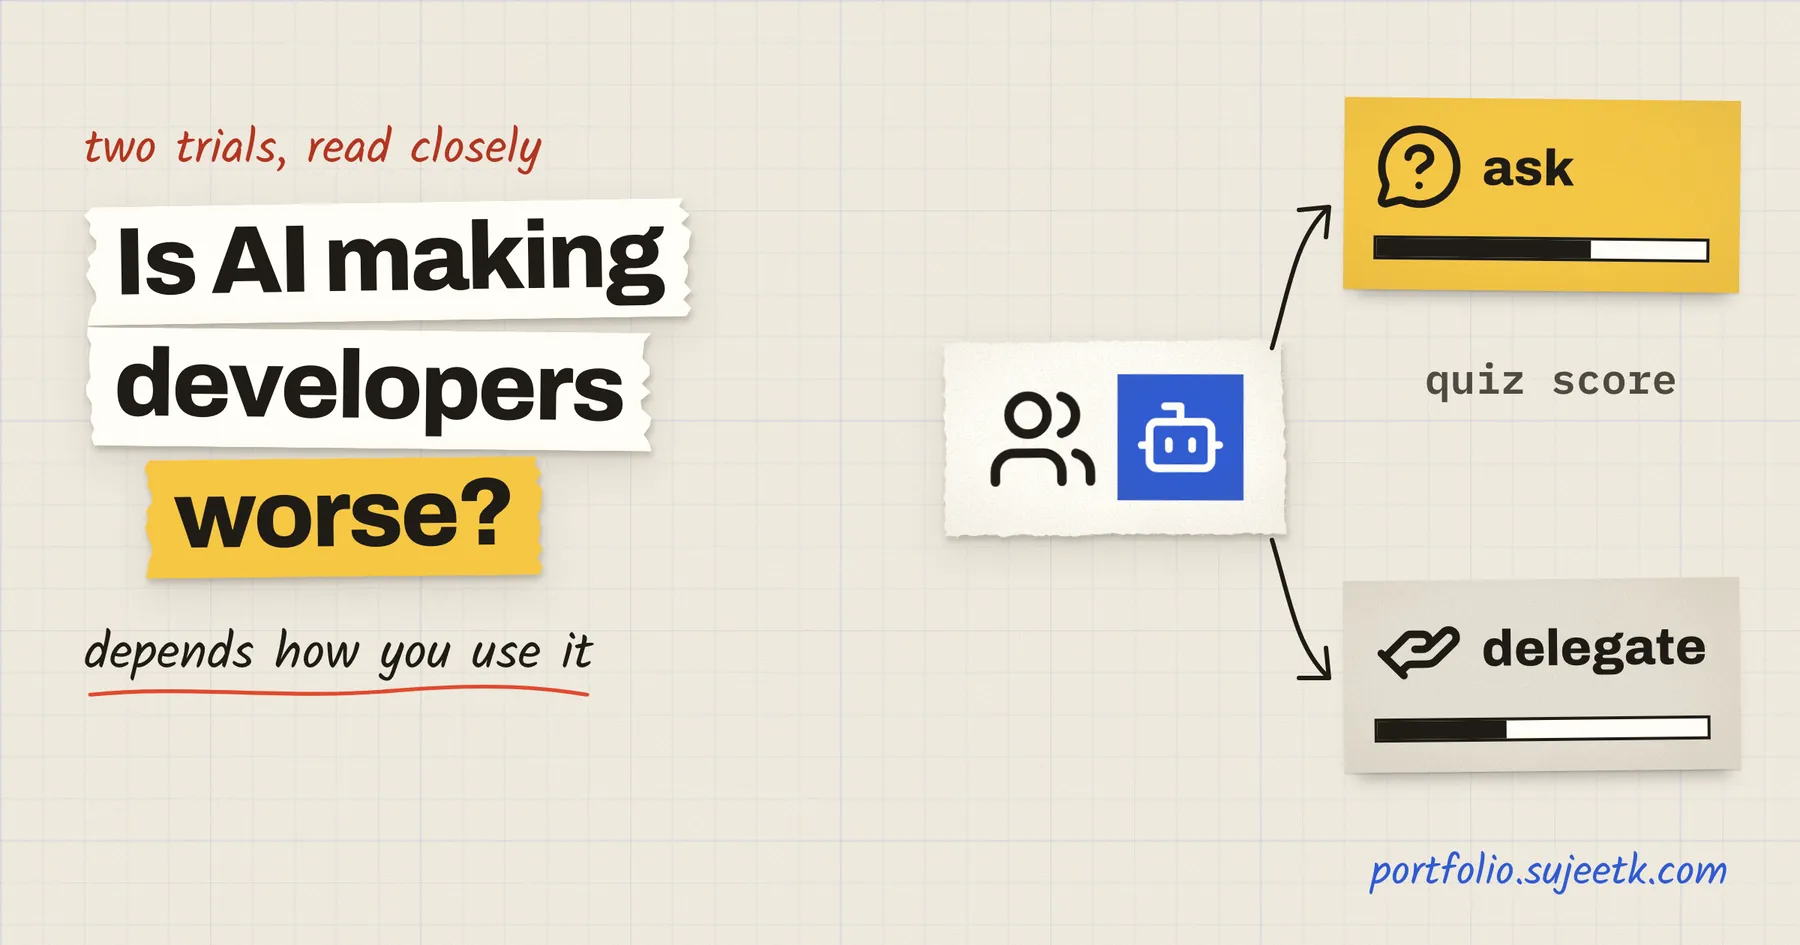 two trials, read closely
Is AI making
developers
worse?
depends how you use it
ask
quiz score
delegate
portfolio.sujeetk.com